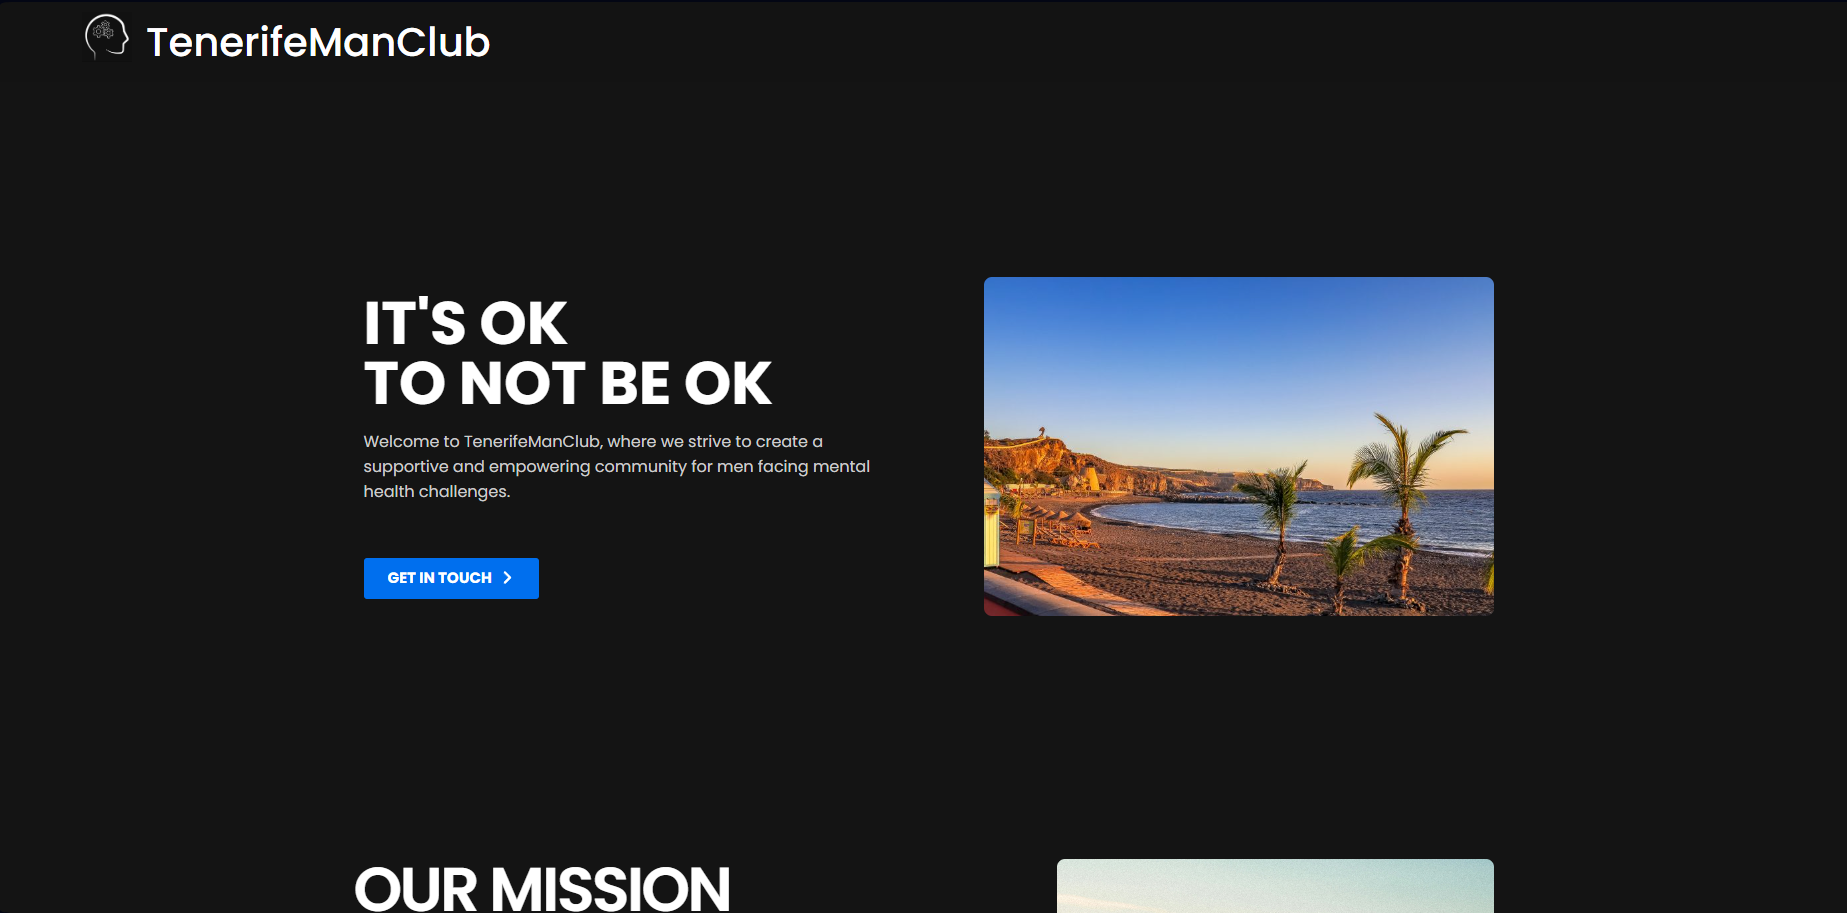 TenerifeManClub
IT'S OK
TO NOT BE OK
Welcome to TenerifeManClub, where we strive to create a
supportive and empowering community for men facing mental
health challenges.
GET IN TOUCH
OUR MISSION